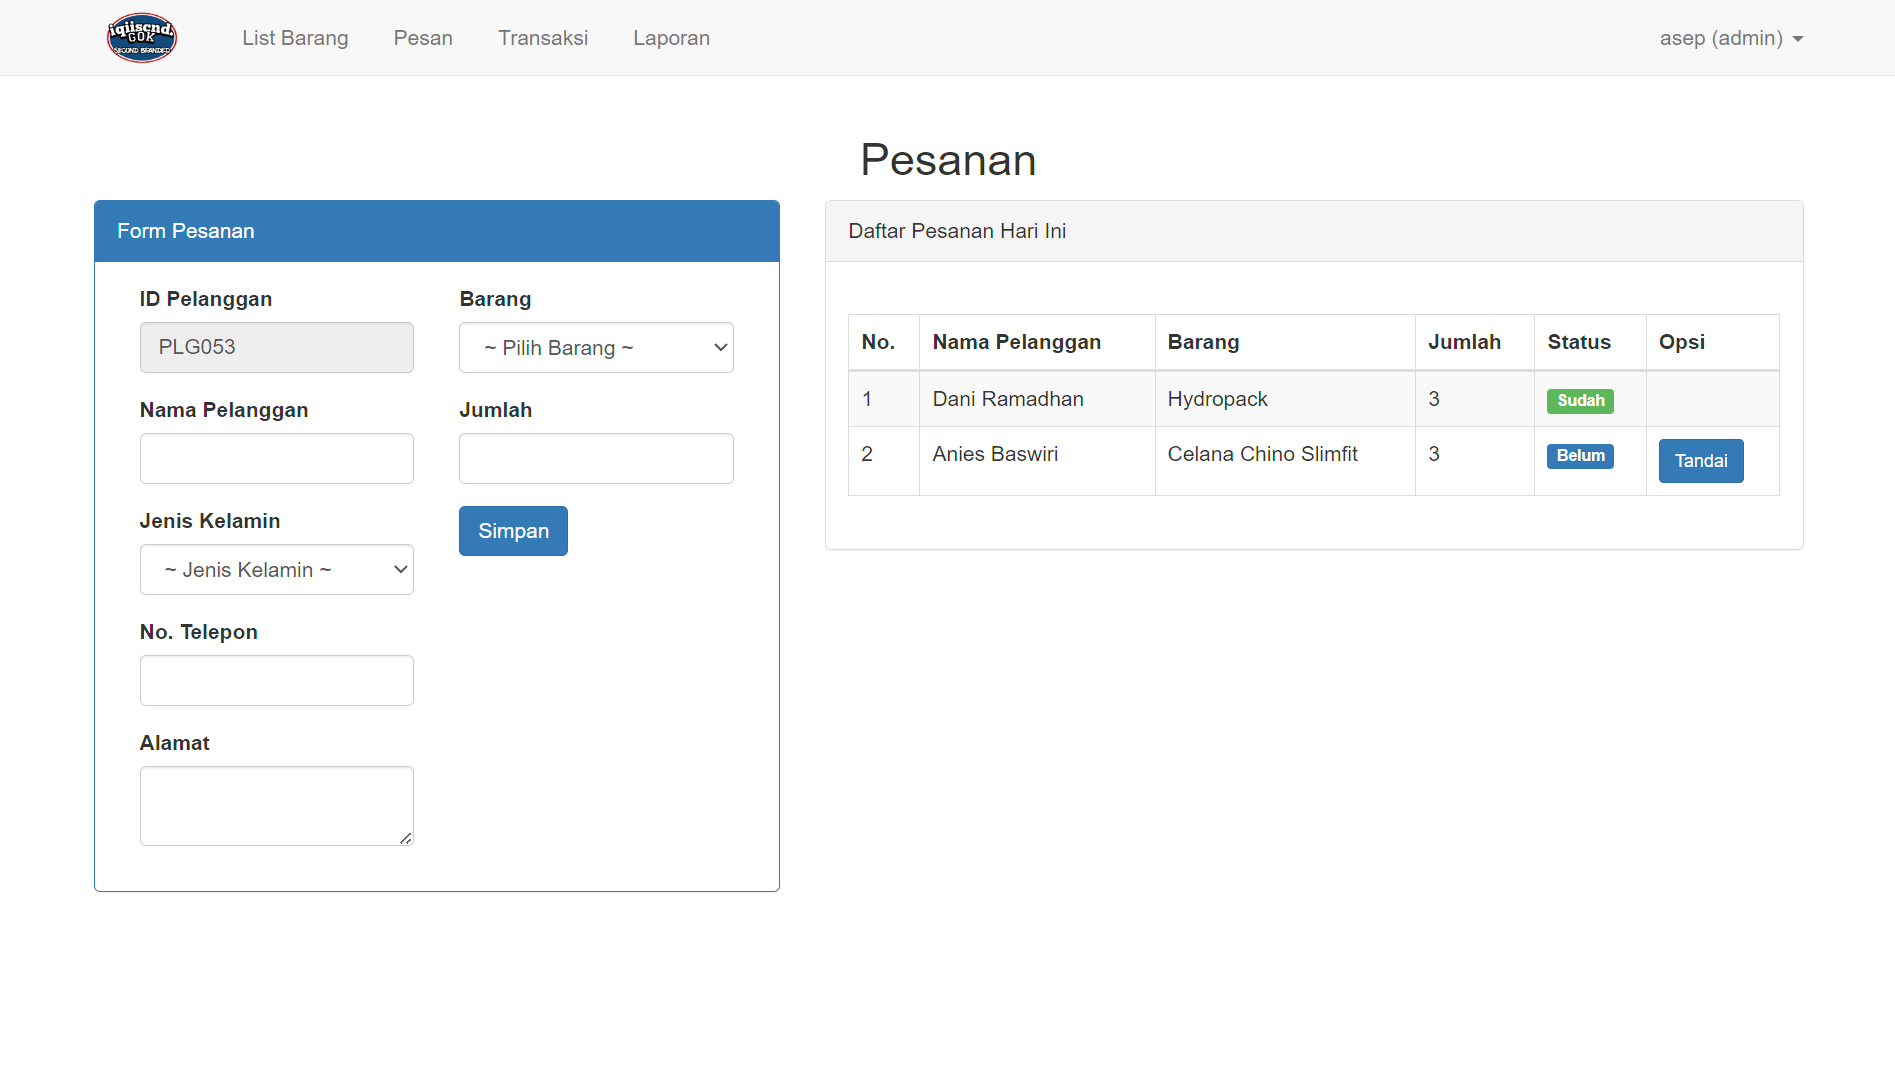 iqiiscnd.
GOK
SECOND BRANDED
List Barang
Pesan
Transaksi
Laporan
asep (admin)
Pesanan
Form Pesanan
ID Pelanggan
PLG053
Nama Pelanggan
Jenis Kelamin
~ Jenis Kelamin ~
No. Telepon
Alamat
Barang
~ Pilih Barang ~
Jumlah
Simpan
Daftar Pesanan Hari Ini
No. Nama Pelanggan Barang Jumlah Status Opsi
1 Dani Ramadhan Hydropack 3 Sudah
2 Anies Baswiri Celana Chino Slimfit 3 Belum Tandai